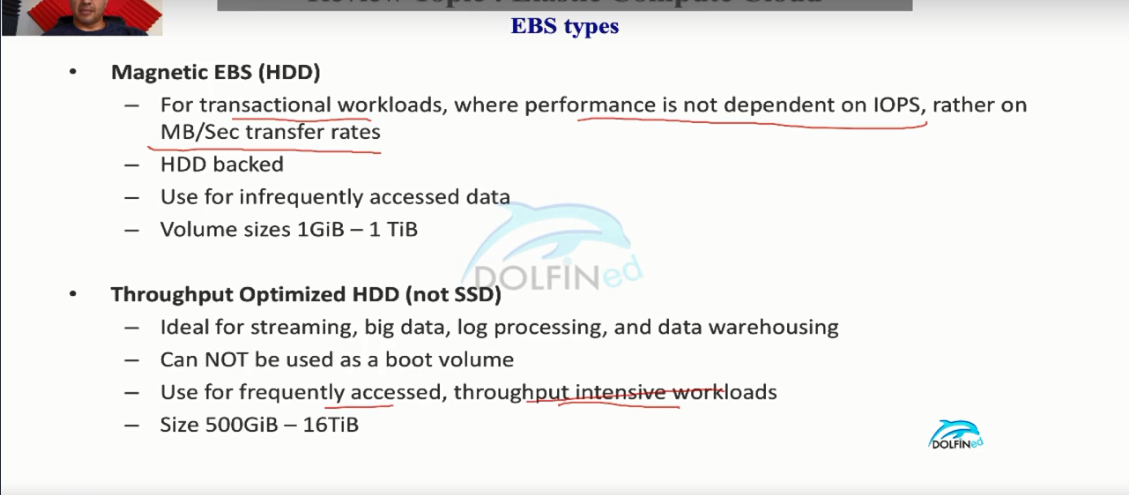 EBS types
• Magnetic EBS (HDD)
– For transactional workloads, where performance is not dependent on IOPS, rather on
MB/Sec transfer rates
– HDD backed
– Use for infrequently accessed data
– Volume sizes 1GiB – 1 TiB
DOLFINed
• Throughput Optimized HDD (not SSD)
– Ideal for streaming, big data, log processing, and data warehousing
– Can NOT be used as a boot volume
– Use for frequently accessed, throughput intensive workloads
– Size 500GiB – 16TiB
DOLFINed